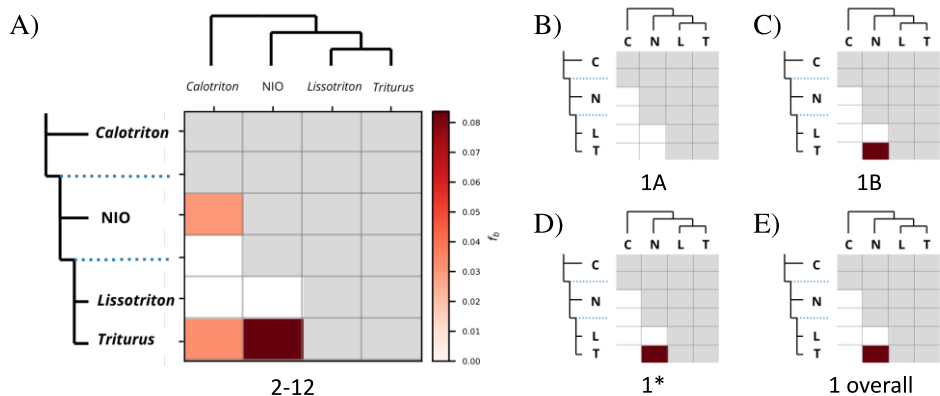 A)
Calotriton NIO Lissotriton Triturus
Calotriton
NIO
Lissotriton
Triturus
0.08
0.07
0.06
0.05
0.04
0.03
0.02
0.01
0.00
fb
2-12
B)
C N L T
C
N
L
T
1A
C)
C N L T
C
N
L
T
1B
D)
C N L T
C
N
L
T
1*
E)
C N L T
C
N
L
T
1 overall